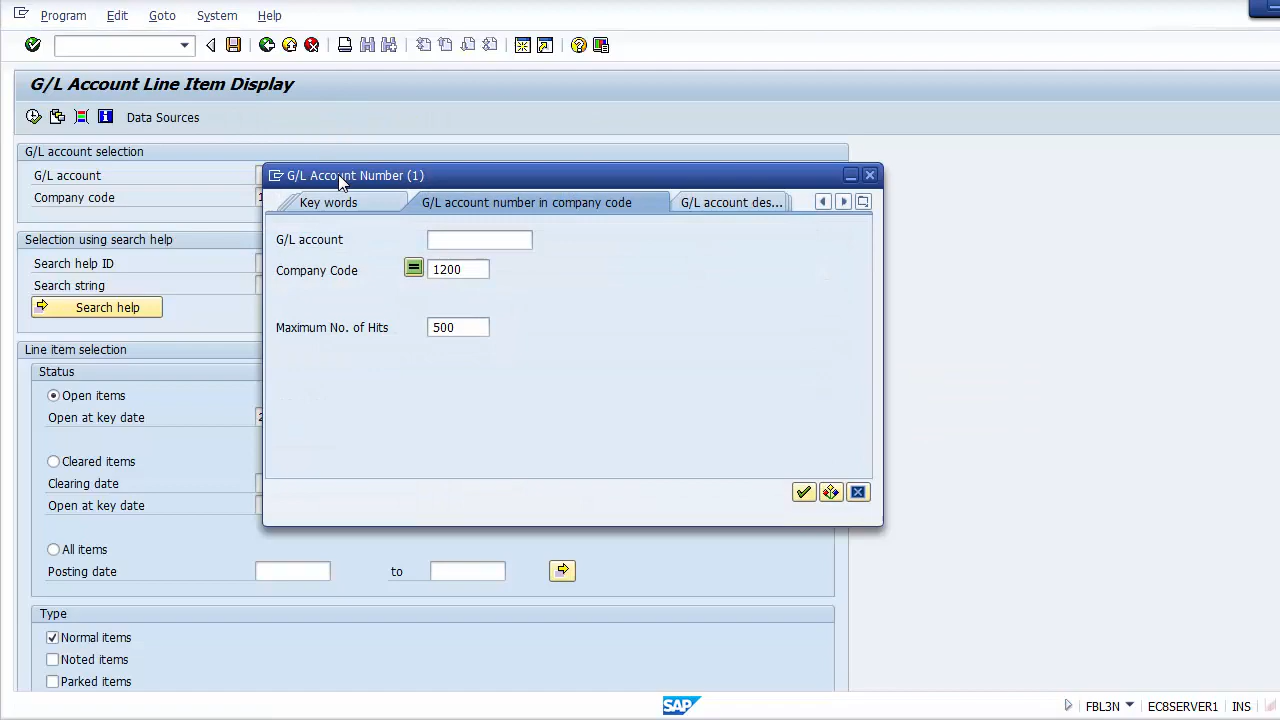 Program Edit Goto System Help
G/L Account Line Item Display
Data Sources
G/L account selection
G/L account
Company code
Selection using search help
Search help ID
Search string
Search help
Line item selection
Status
Open items
Open at key date
Cleared items
Clearing date
Open at key date
All items
Posting date to
Type
Normal items
Noted items
Parked items
G/L Account Number (1)
Key words G/L account number in company code G/L account des...
G/L account
Company Code 1200
Maximum No. of Hits 500
SAP FBL3N EC8SERVER1 INS